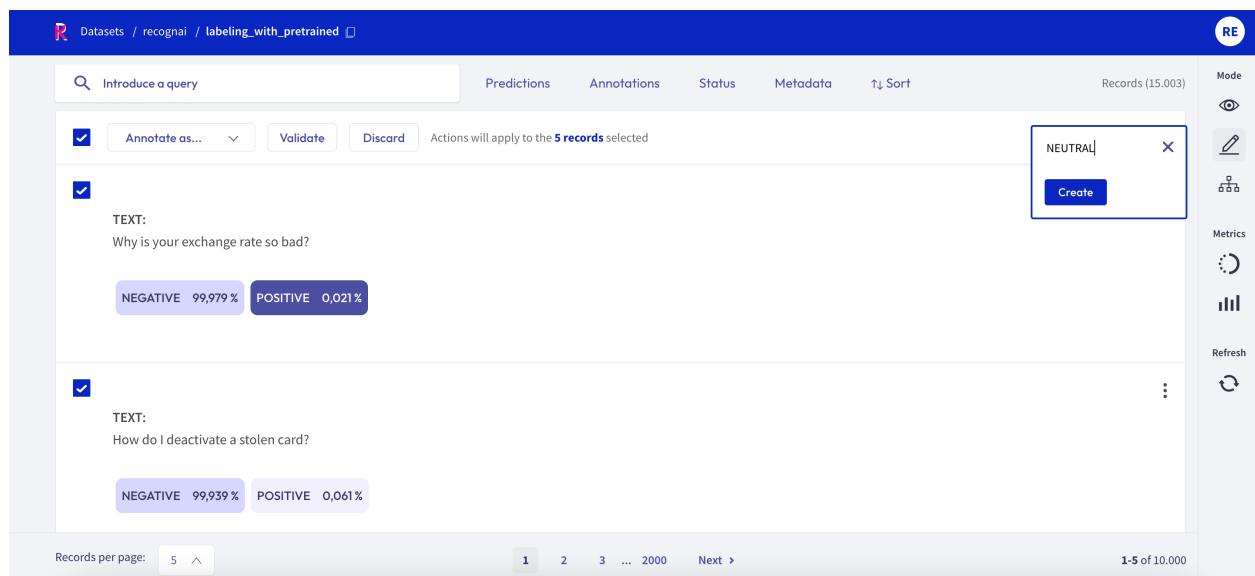 Datasets / recognai / labeling_with_pretrained
RE
Introduce a query
Predictions
Annotations
Status
Metadata
Sort
Records (15.003)
Mode
Annotate as...
Validate
Discard
Actions will apply to the 5 records selected
NEUTRAL
Create
TEXT:
Why is your exchange rate so bad?
NEGATIVE 99,979 %
POSITIVE 0,021 %
Metrics
Refresh
TEXT:
How do I deactivate a stolen card?
NEGATIVE 99,939 %
POSITIVE 0,061 %
Records per page: 5
1 2 3 ... 2000 Next >
1-5 of 10.000